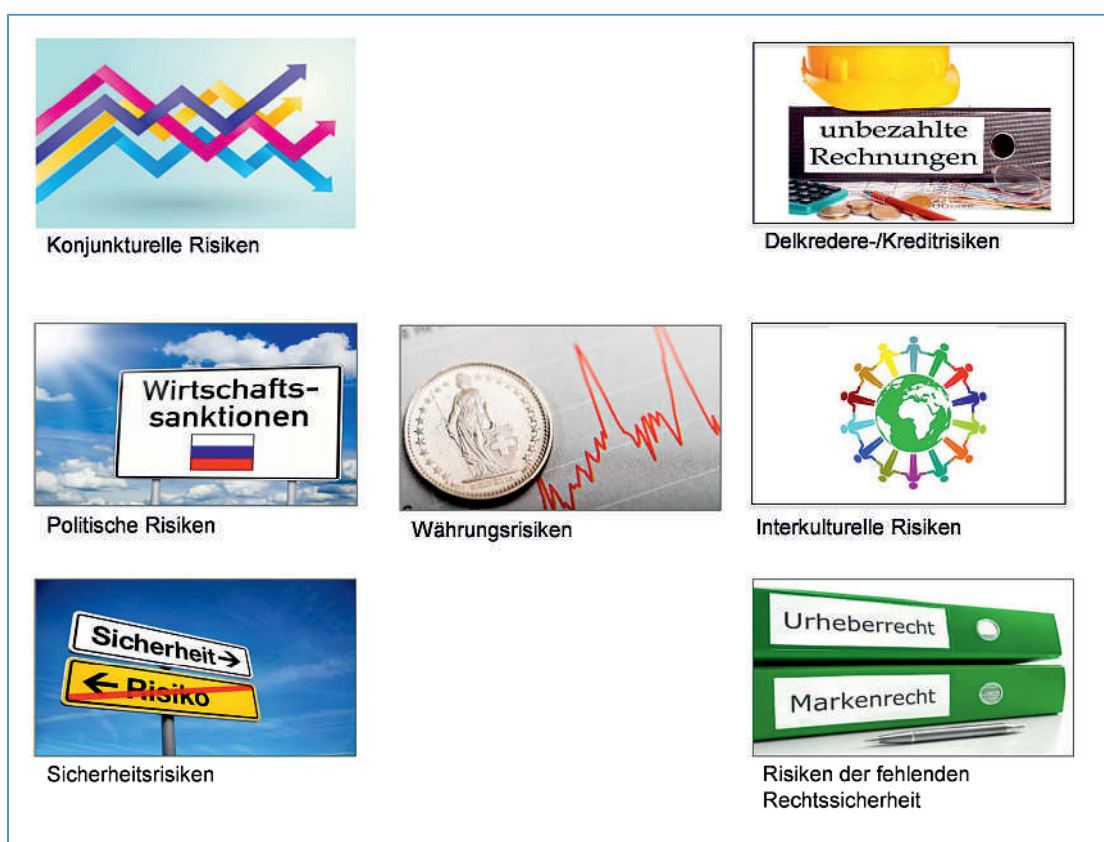 unbezahlte
Rechnungen
Konjunkturelle Risiken
Delkredere-/Kreditrisiken
Wirtschafts-
sanktionen
Politische Risiken
Währungsrisiken
Interkulturelle Risiken
Sicherheit
Risiko
Sicherheitsrisiken
Urheberrecht
Markenrecht
Risiken der fehlenden
Rechtssicherheit